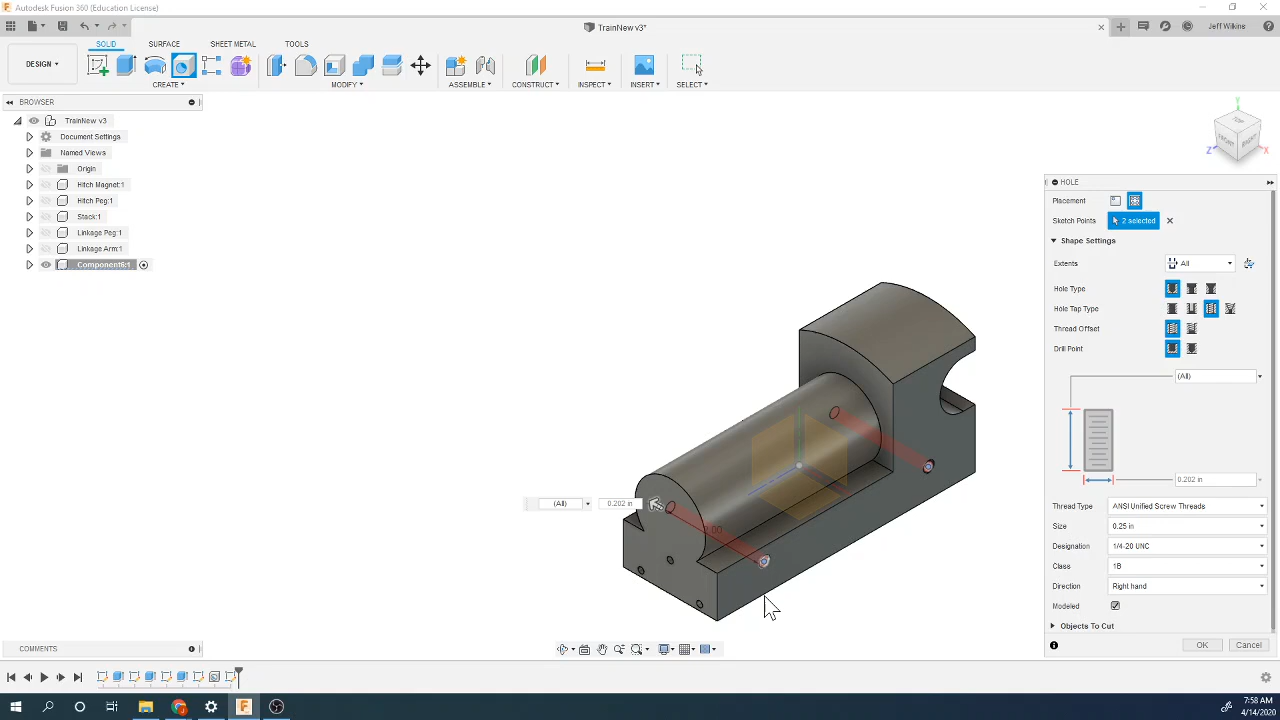 Autodesk Fusion 360 (Education License)
TrainNew v3*
Jeff Wilkins
SOLID
SURFACE
SHEET METAL
TOOLS
DESIGN
CREATE
MODIFY
ASSEMBLE
CONSTRUCT
INSPECT
INSERT
SELECT
BROWSER
TrainNew v3
Document Settings
Named Views
Origin
Hitch Magnet:1
Hitch Peg:1
Stack:1
Linkage Peg:1
Linkage Arm:1
Component6:1
Y
TOP
FRONT
RIGHT
Z
X
HOLE
Placement
Sketch Points
2 selected
Shape Settings
Extents
All
Hole Type
Hole Tap Type
Thread Offset
Drill Point
(All)
0.202 in
Thread Type
ANSI Unified Screw Threads
Size
0.25 in
Designation
1/4-20 UNC
Class
1B
Direction
Right hand
Modeled
Objects To Cut
OK
Cancel
(All)
0.202 in
COMMENTS
7:58 AM
4/14/2020